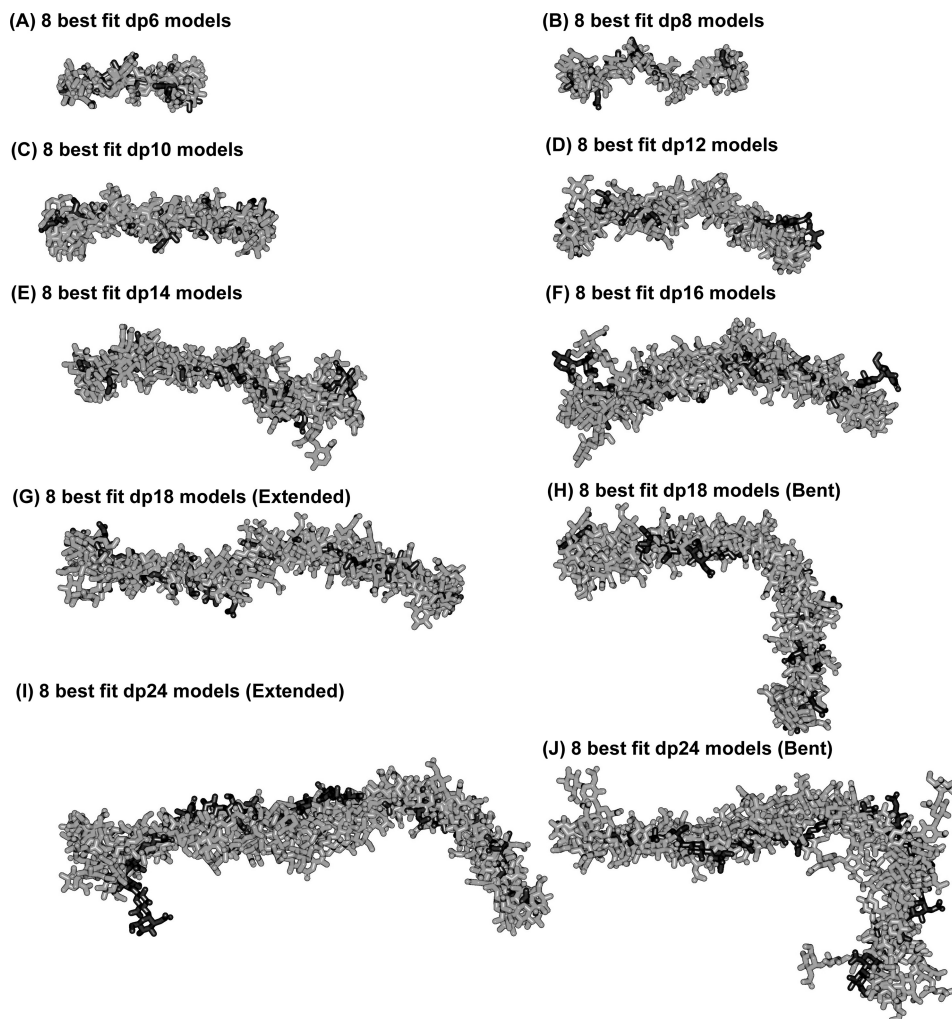 (A) 8 best fit dp6 models
(B) 8 best fit dp8 models
(C) 8 best fit dp10 models
(D) 8 best fit dp12 models
(E) 8 best fit dp14 models
(F) 8 best fit dp16 models
(G) 8 best fit dp18 models (Extended)
(H) 8 best fit dp18 models (Bent)
(I) 8 best fit dp24 models (Extended)
(J) 8 best fit dp24 models (Bent)